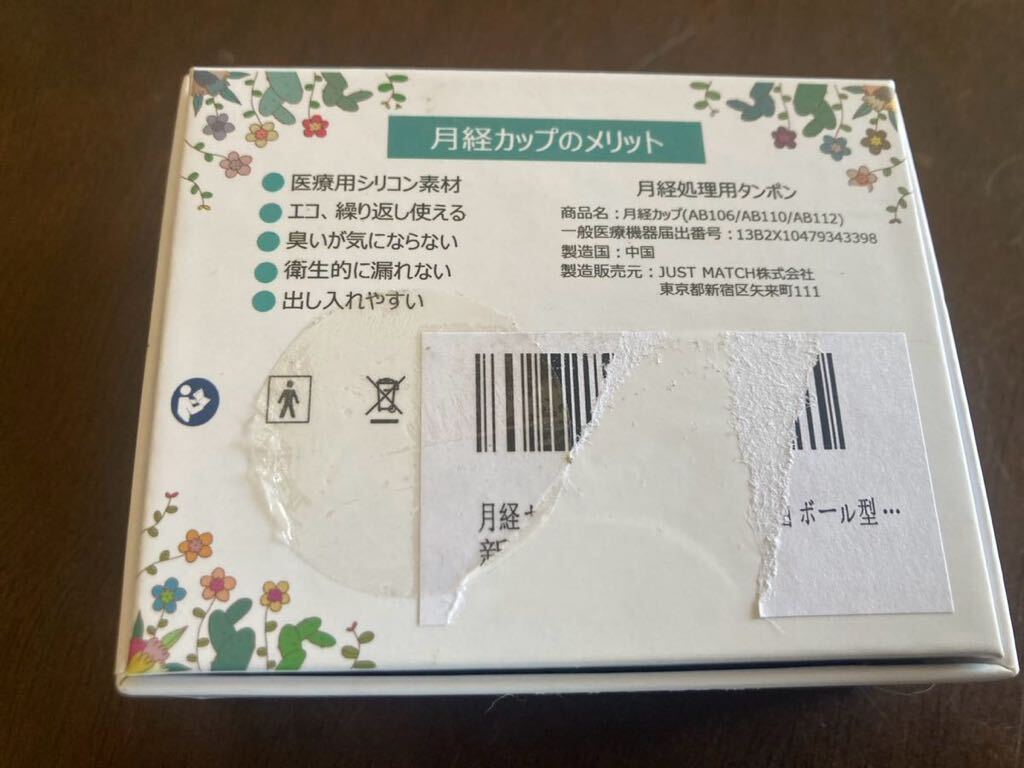 月経カップのメリット
医療用シリコン素材
エコ、繰り返し使える
臭いが気にならない
衛生的に漏れない
出し入れやすい
月経処理用タンポン
商品名：月経カップ(AB106/AB110/AB112)
一般医療機器届出番号：13B2X10479343398
製造国：中国
製造販売元：JUST MATCH株式会社
東京都新宿区矢来町111
月経
ボール型…
新